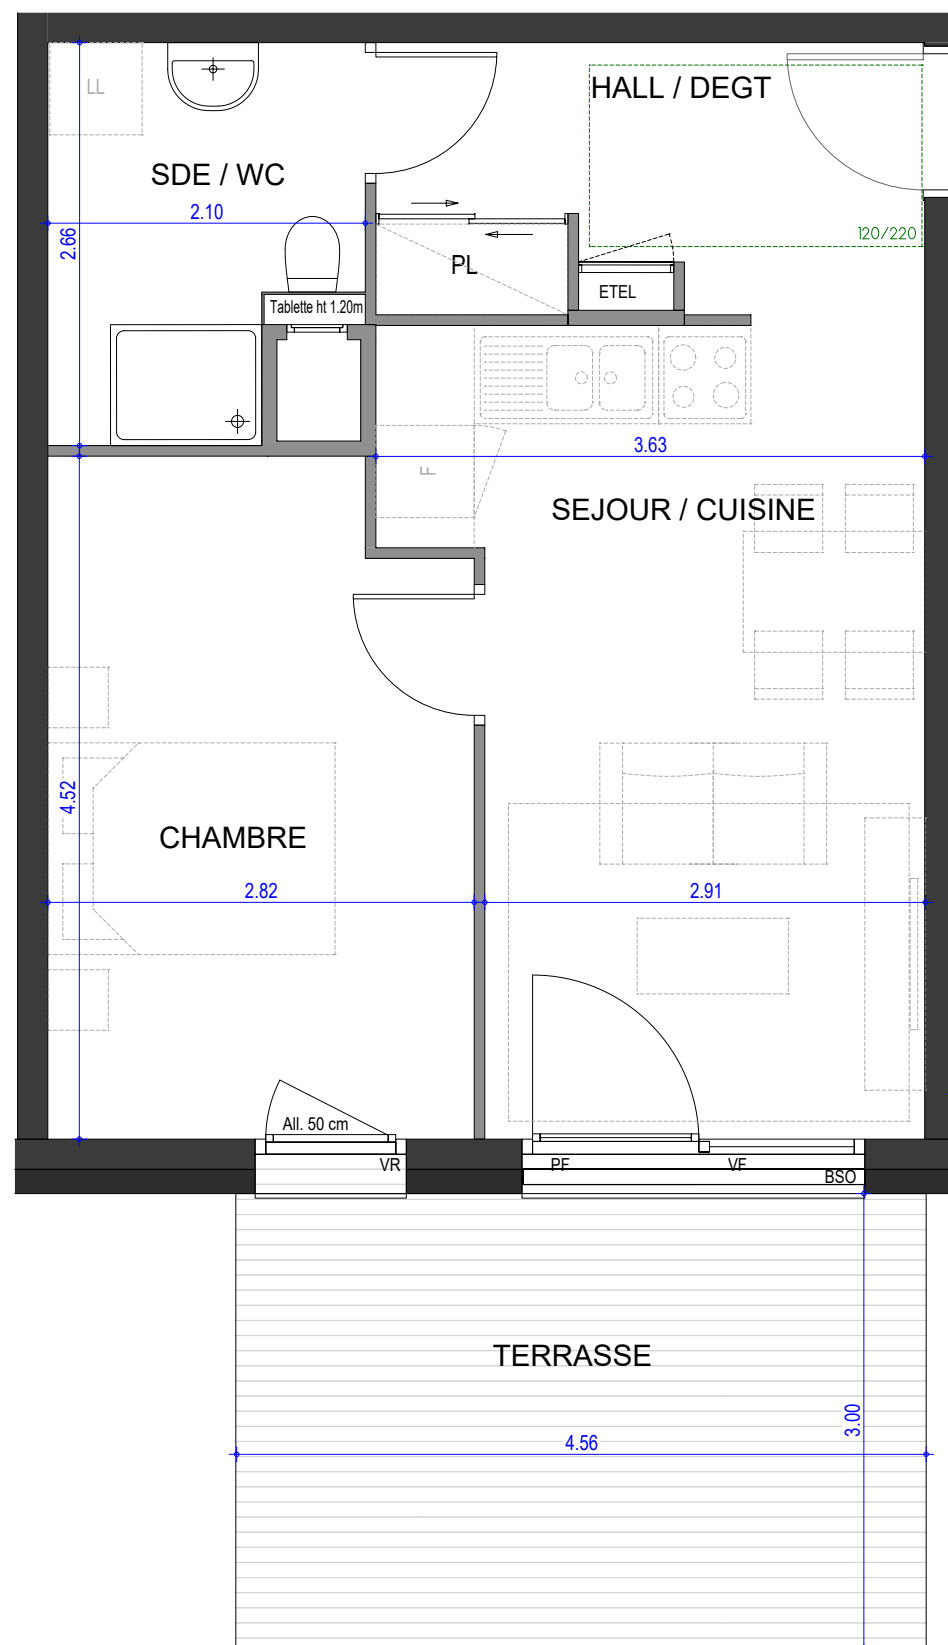 LL
HALL / DEGT
SDE / WC
2.10
2.66
120/220
PL
ETEL
Tablette ht 1.20m
3.63
F
SEJOUR / CUISINE
4.52
CHAMBRE
2.82
2.91
All. 50 cm
VR
PF
VF
BSO
TERRASSE
3.00
4.56